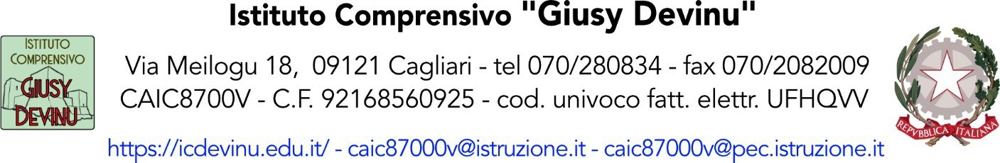 Istituto Comprensivo "Giusy Devinu"
ISTITUTO
COMPRENSIVO
GIUSY
DEVINU
Via Meilogu 18, 09121 Cagliari - tel 070/280834 - fax 070/2082009
CAIC8700V - C.F. 92168560925 - cod. univoco fatt. elettr. UFHQVV
https://icdevinu.edu.it/ - caic87000v@istruzione.it - caic87000v@pec.istruzione.it
REPVBBLICA ITALIANA